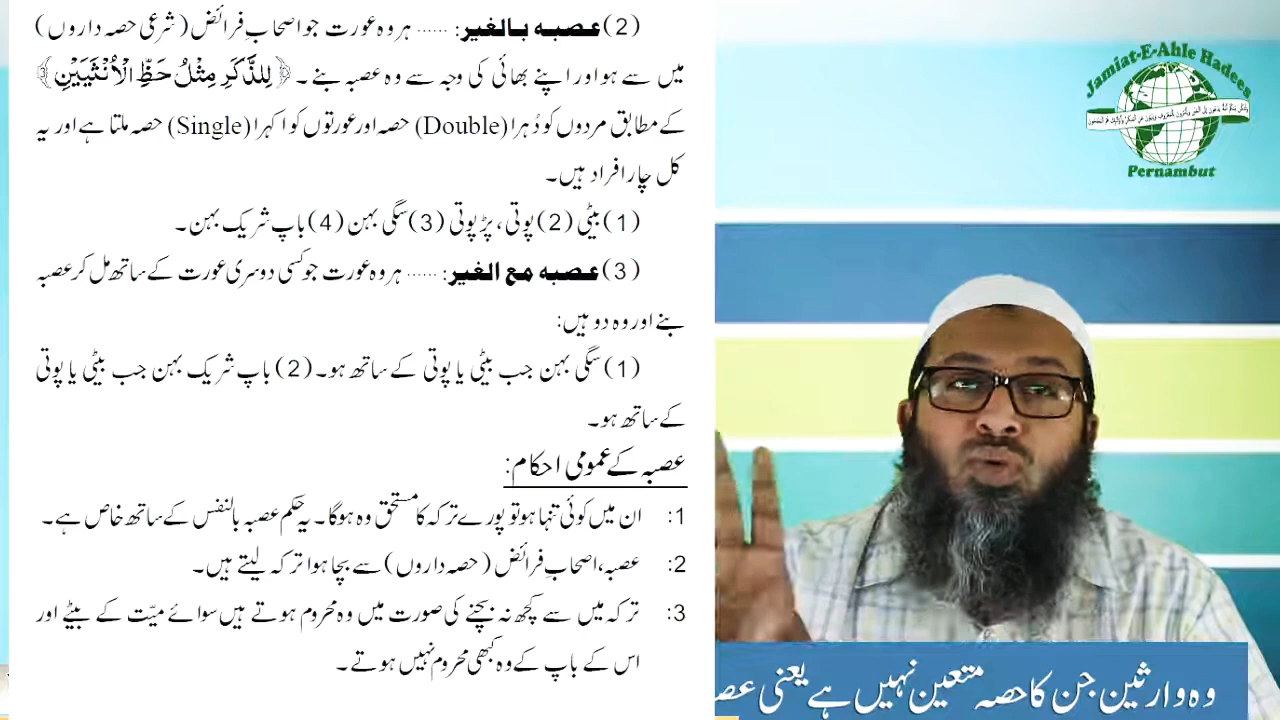 (2) عصبہ بالغیر: ...... ہر وہ عورت جو اصحابِ فرائض (شرعی حصہ داروں)
میں سے ہو اور اپنے بھائی کی وجہ سے وہ عصبہ بنے۔ ﴿لِلذَّكَرِ مِثْلُ حَظِّ الْأُنْثَيَيْنِ﴾
کے مطابق مردوں کو دُہرا (Double) حصہ اور عورتوں کو اکہرا (Single) حصہ ملتا ہے اور یہ
کل چار افراد ہیں۔
(1) بیٹی (2) پوتی، پڑپوتی (3) سگی بہن (4) باپ شریک بہن۔
(3) عصبہ مع الغیر: ...... ہر وہ عورت جو کسی دوسری عورت کے ساتھ مل کر عصبہ
بنے اور وہ دو ہیں:
(1) سگی بہن جب بیٹی یا پوتی کے ساتھ ہو۔ (2) باپ شریک بہن جب بیٹی یا پوتی
کے ساتھ ہو۔
عصبہ کے عمومی احکام:
1: ان میں کوئی تنہا ہو تو پورے ترکہ کا مستحق وہ ہوگا۔ یہ حکم عصبہ بالنفس کے ساتھ خاص ہے۔
2: عصبہ، اصحابِ فرائض (حصہ داروں) سے بچا ہوا ترکہ لیتے ہیں۔
3: ترکہ میں سے کچھ نہ بچنے کی صورت میں وہ محروم ہوتے ہیں سوائے میّت کے بیٹے اور
اس کے باپ کے وہ کبھی محروم نہیں ہوتے۔
Jamiat-E-Ahle Hadees
Pernambut
وہ وارثین جن کا حصہ متعین نہیں ہے یعنی عص